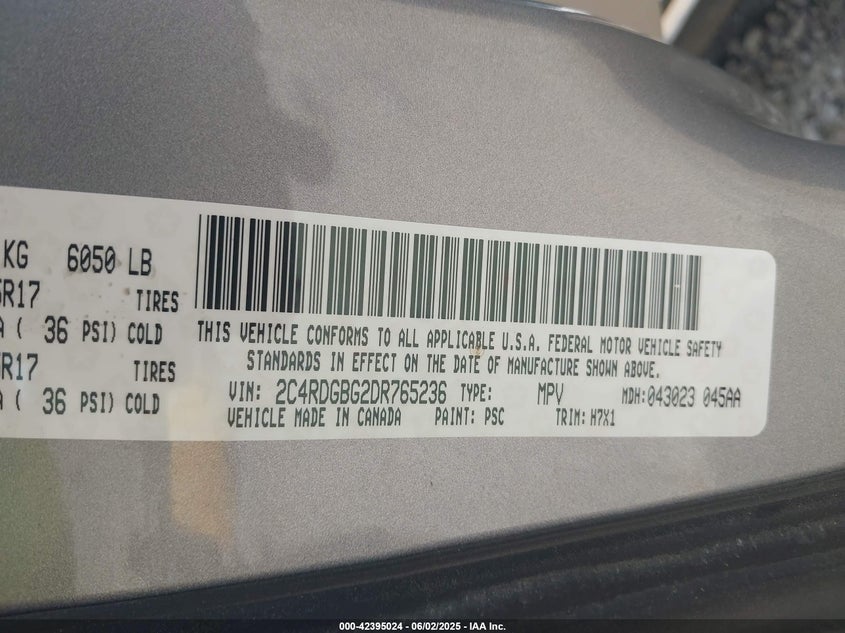 KG 6050 LB
R17 TIRES
( 36 PSI) COLD
R17 TIRES
( 36 PSI) COLD
THIS VEHICLE CONFORMS TO ALL APPLICABLE U.S.A. FEDERAL MOTOR VEHICLE SAFETY
STANDARDS IN EFFECT ON THE DATE OF MANUFACTURE SHOWN ABOVE.
VIN: 2C4RDGBG2DR765236 TYPE: MPV MDH: 043023 045AA
VEHICLE MADE IN CANADA PAINT: PSC TRIM: H7X1
000-42395024 - 06/02/2025 - IAA Inc.